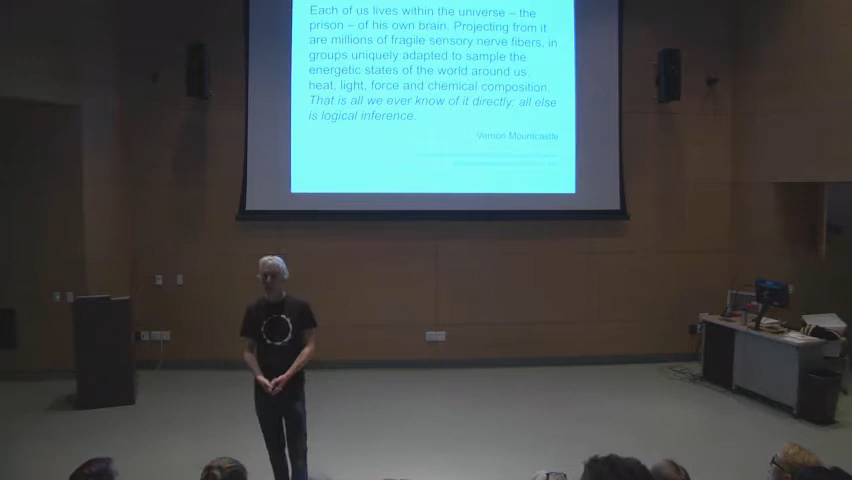 Each of us lives within the universe – the
prison – of his own brain. Projecting from it
are millions of fragile sensory nerve fibers, in
groups uniquely adapted to sample the
energetic states of the world around us,
heat, light, force and chemical composition.
That is all we ever know of it directly; all else
is logical inference.
Vernon Mountcastle